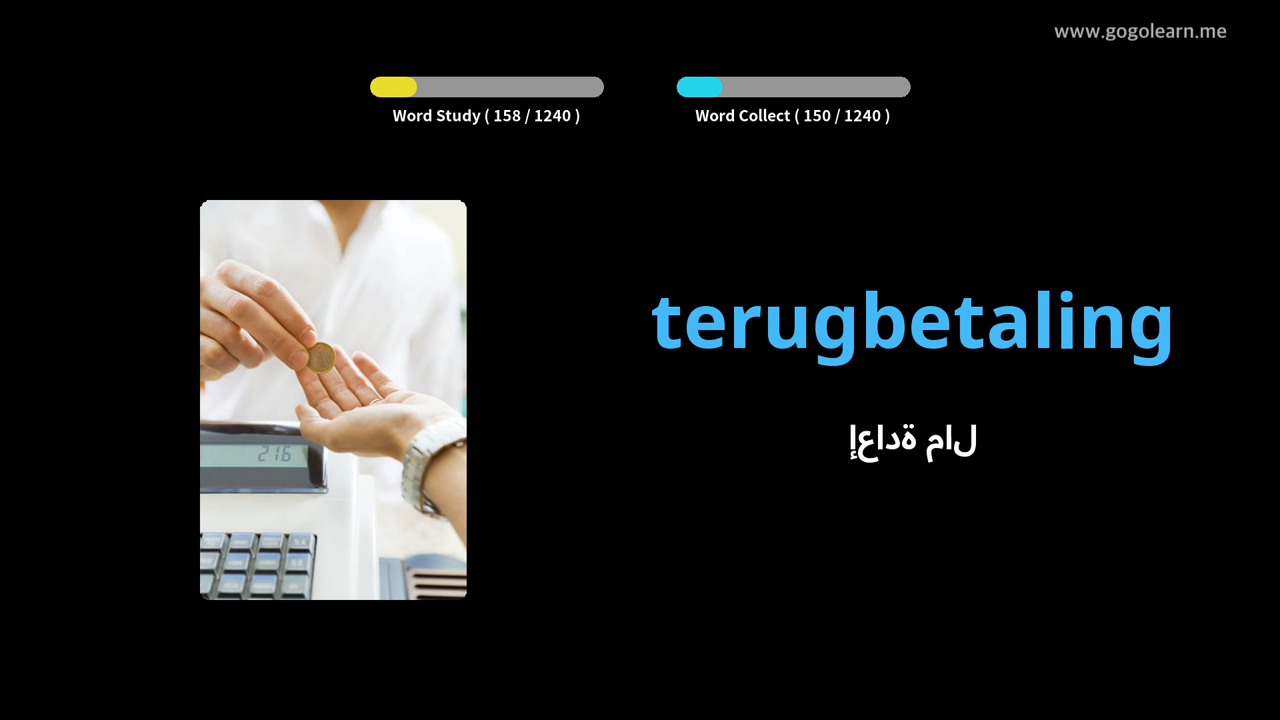 www.gogolearn.me
Word Study ( 158 / 1240 )
Word Collect ( 150 / 1240 )
terugbetaling
إعادة مال
216